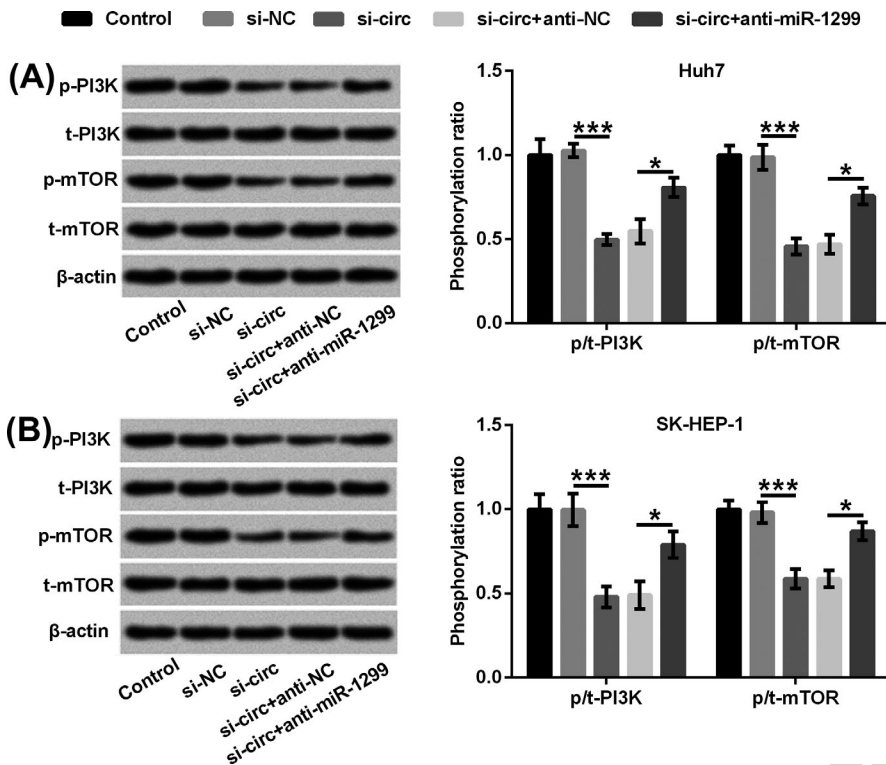 Control si-NC si-circ si-circ+anti-NC si-circ+anti-miR-1299
(A)
p-PI3K
t-PI3K
p-mTOR
t-mTOR
β-actin
Control si-NC si-circ si-circ+anti-NC si-circ+anti-miR-1299
Huh7
Phosphorylation ratio
1.5
1.0
0.5
0.0
*** * *** *
p/t-PI3K p/t-mTOR
(B)
p-PI3K
t-PI3K
p-mTOR
t-mTOR
β-actin
Control si-NC si-circ si-circ+anti-NC si-circ+anti-miR-1299
SK-HEP-1
Phosphorylation ratio
1.5
1.0
0.5
0.0
*** * *** *
p/t-PI3K p/t-mTOR